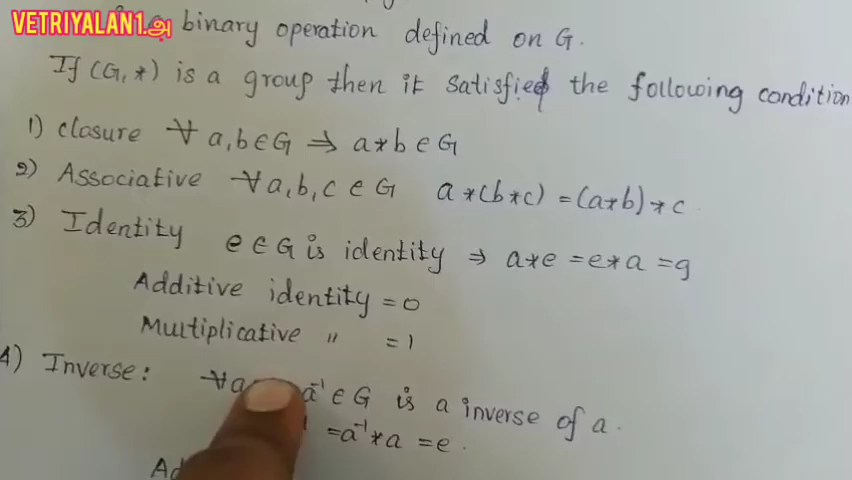 VETRIYALAN1.அ
binary operation defined on G.
If (G, *) is a group then it satisfied the following condition
1) closure ∀ a,b ∈ G ⇒ a*b ∈ G
2) Associative ∀ a,b,c ∈ G a*(b*c) = (a*b)*c
3) Identity e ∈ G is identity ⇒ a*e = e*a = g
Additive identity = 0
Multiplicative " = 1
4) Inverse: ∀ a a⁻¹ ∈ G is a inverse of a.
= a⁻¹*a = e.